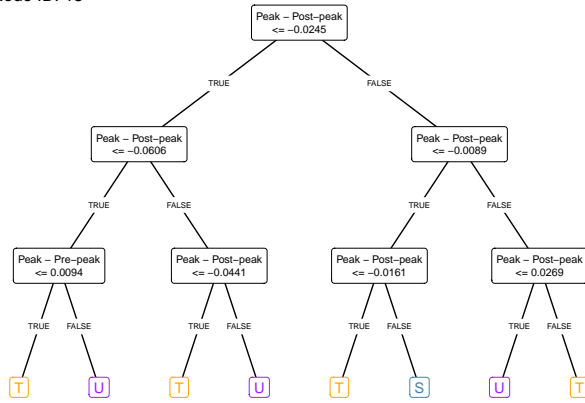 Peak − Post−peak
<= −0.0245
TRUE
FALSE
Peak − Post−peak
<= −0.0606
Peak − Post−peak
<= −0.0089
TRUE
FALSE
TRUE
FALSE
Peak − Pre−peak
<= 0.0094
Peak − Post−peak
<= −0.0441
Peak − Post−peak
<= −0.0161
Peak − Post−peak
<= 0.0269
TRUE
FALSE
TRUE
FALSE
TRUE
FALSE
TRUE
FALSE
T
U
T
U
T
S
U
T